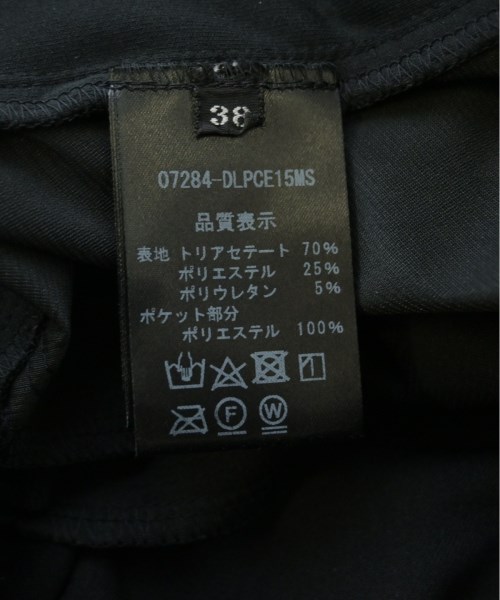 38
07284-DLPCE15MS
品質表示
表地 トリアセテート 70%
ポリエステル 25%
ポリウレタン 5%
ポケット部分
ポリエステル 100%
F W